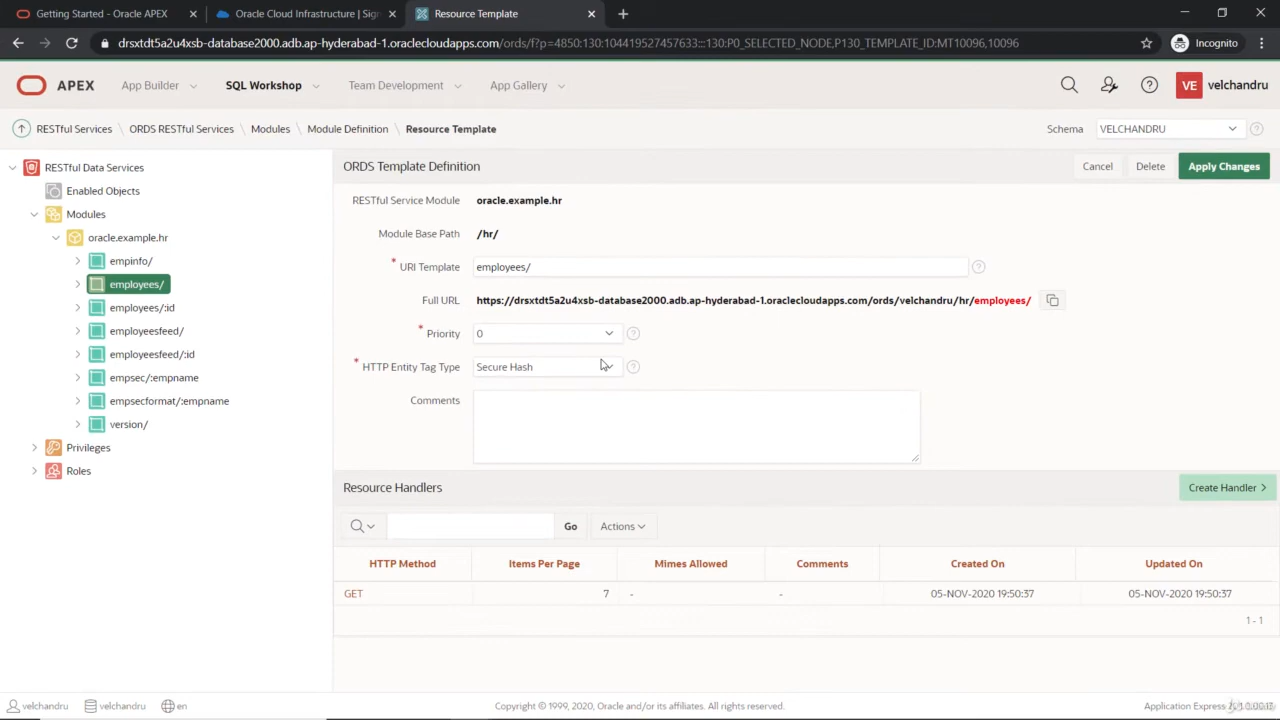 Getting Started - Oracle APEX
Oracle Cloud Infrastructure | Sign
Resource Template
drsxtdt5a2u4xsb-database2000.adb.ap-hyderabad-1.oraclecloudapps.com/ords/f?p=4850:130:104419527457633:::130:P0_SELECTED_NODE,P130_TEMPLATE_ID:MT10096,10096
Incognito
APEX
App Builder
SQL Workshop
Team Development
App Gallery
VE
velchandru
RESTful Services \ ORDS RESTful Services \ Modules \ Module Definition \ Resource Template
Schema
VELCHANDRU
RESTful Data Services
Enabled Objects
Modules
oracle.example.hr
empinfo/
employees/
employees/:id
employeesfeed/
employeesfeed/:id
empsec/:empname
empsecformat/:empname
version/
Privileges
Roles
ORDS Template Definition
Cancel
Delete
Apply Changes
RESTful Service Module oracle.example.hr
Module Base Path /hr/
* URI Template employees/
Full URL https://drsxtdt5a2u4xsb-database2000.adb.ap-hyderabad-1.oraclecloudapps.com/ords/velchandru/hr/employees/
* Priority 0
* HTTP Entity Tag Type Secure Hash
Comments
Resource Handlers
Create Handler >
Go
Actions
HTTP Method Items Per Page Mimes Allowed Comments Created On Updated On
GET 7 - - 05-NOV-2020 19:50:37 05-NOV-2020 19:50:37
1 - 1
velchandru
velchandru
en
Copyright © 1999, 2020, Oracle and/or its affiliates. All rights reserved.
Application Express